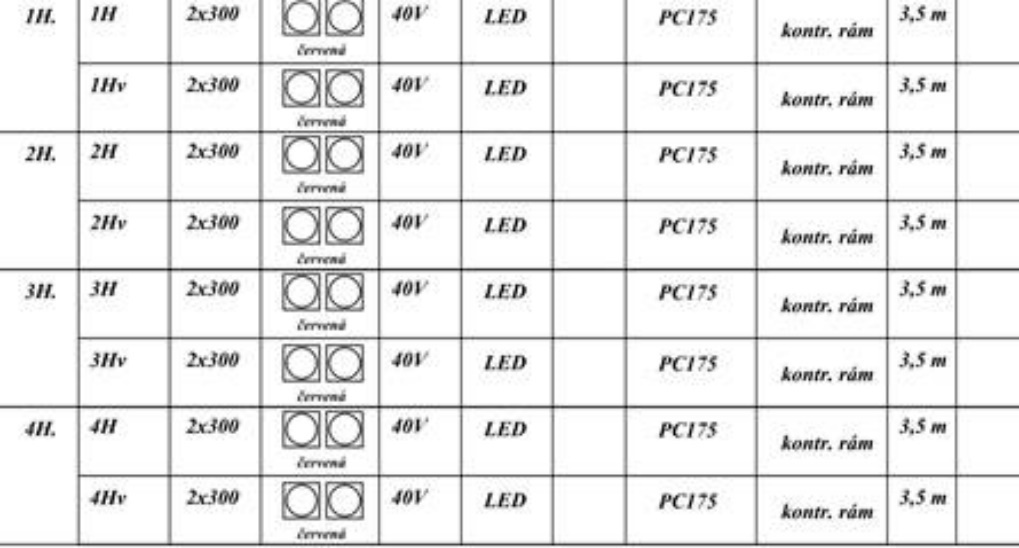 1H. 1H 2x300 červená 40V LED PC175 kontr. rám 3,5 m
1Hv 2x300 červená 40V LED PC175 kontr. rám 3,5 m
2H. 2H 2x300 červená 40V LED PC175 kontr. rám 3,5 m
2Hv 2x300 červená 40V LED PC175 kontr. rám 3,5 m
3H. 3H 2x300 červená 40V LED PC175 kontr. rám 3,5 m
3Hv 2x300 červená 40V LED PC175 kontr. rám 3,5 m
4H. 4H 2x300 červená 40V LED PC175 kontr. rám 3,5 m
4Hv 2x300 červená 40V LED PC175 kontr. rám 3,5 m